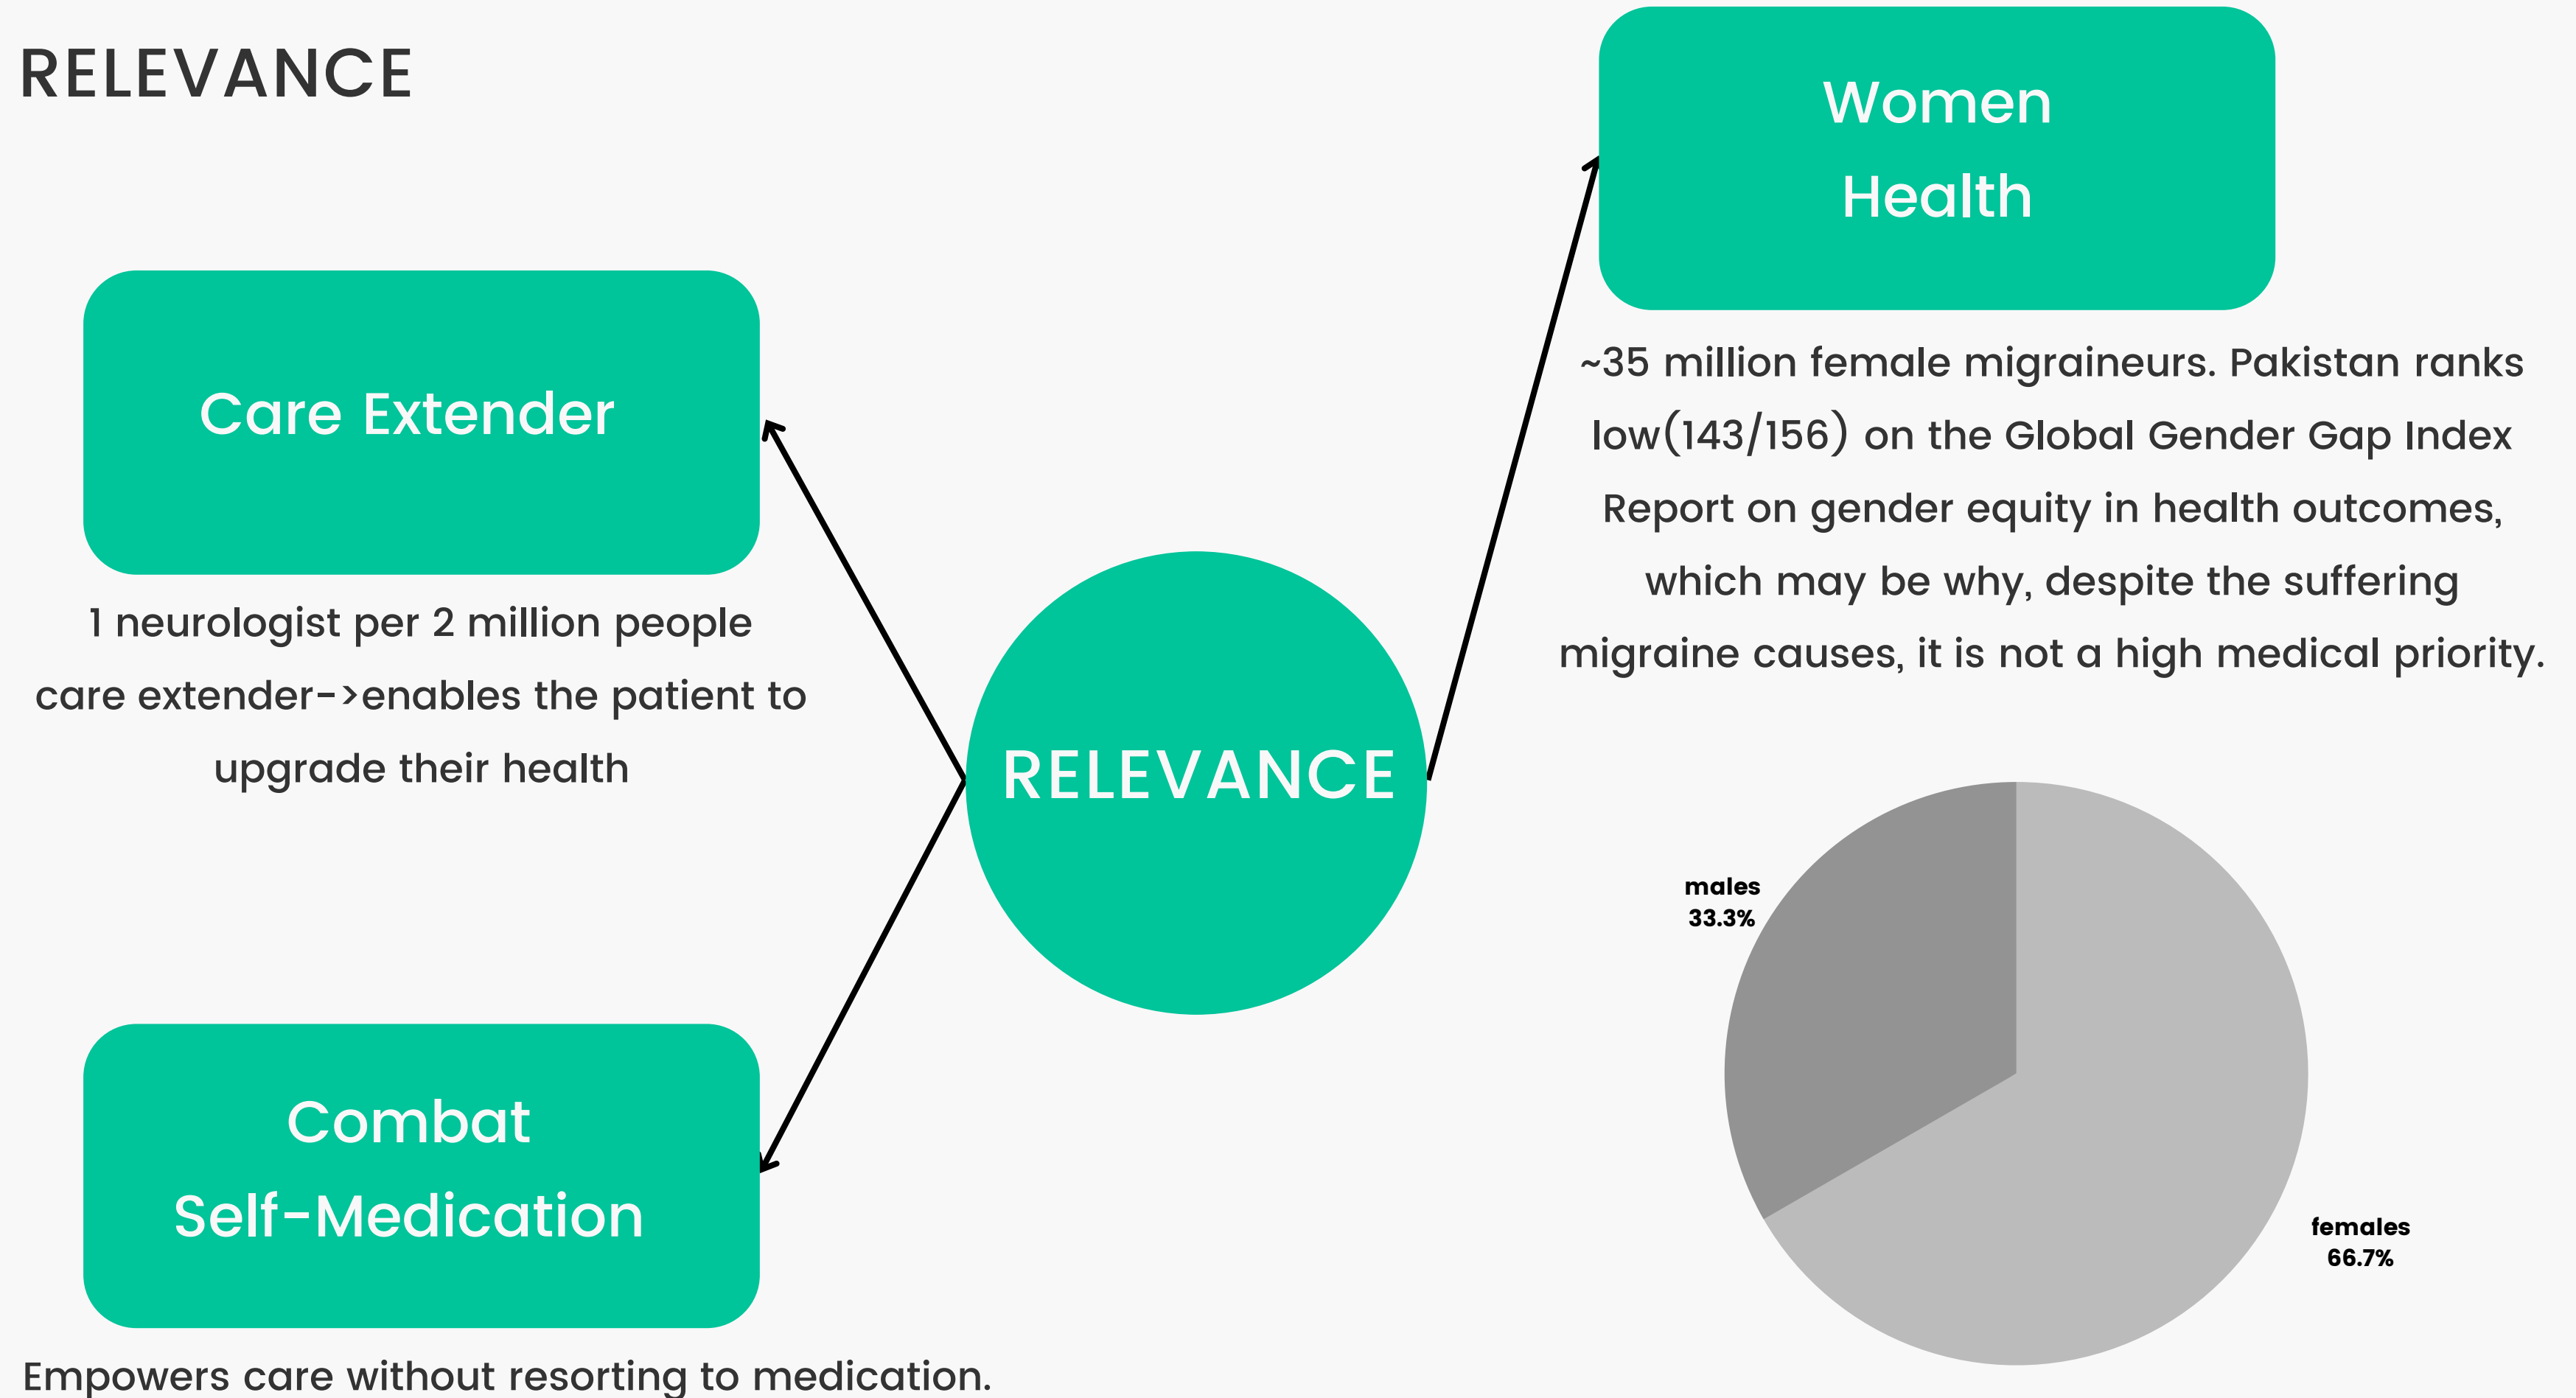 RELEVANCE
Care Extender
1 neurologist per 2 million people
care extender->enables the patient to
upgrade their health
Combat
Self-Medication
Empowers care without resorting to medication.
RELEVANCE
Women
Health
~35 million female migraineurs. Pakistan ranks
low(143/156) on the Global Gender Gap Index
Report on gender equity in health outcomes,
which may be why, despite the suffering
migraine causes, it is not a high medical priority.
males
33.3%
females
66.7%